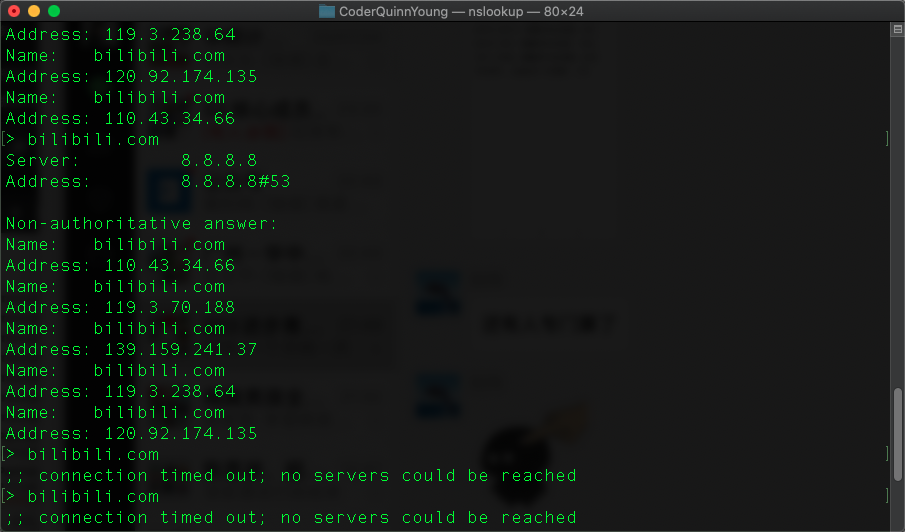 CoderQuinnYoung — nslookup — 80×24
Address: 119.3.238.64
Name: bilibili.com
Address: 120.92.174.135
Name: bilibili.com
Address: 110.43.34.66
[> bilibili.com ]
Server: 8.8.8.8
Address: 8.8.8.8#53
Non-authoritative answer:
Name: bilibili.com
Address: 110.43.34.66
Name: bilibili.com
Address: 119.3.70.188
Name: bilibili.com
Address: 139.159.241.37
Name: bilibili.com
Address: 119.3.238.64
Name: bilibili.com
Address: 120.92.174.135
[> bilibili.com ]
;; connection timed out; no servers could be reached
[> bilibili.com ]
;; connection timed out; no servers could be reached